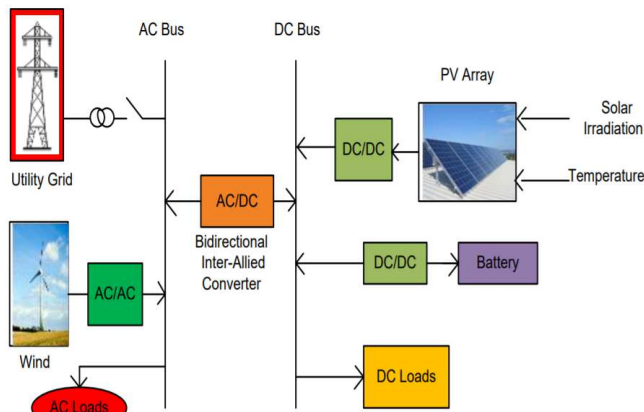 AC Bus
DC Bus
PV Array
Solar
Irradiation
Temperature
DC/DC
Utility Grid
AC/DC
Bidirectional
Inter-Allied
Converter
DC/DC
Battery
AC/AC
Wind
DC Loads
AC Loads